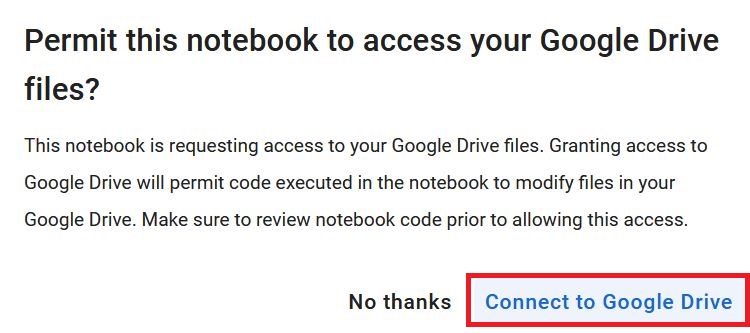 Permit this notebook to access your Google Drive
files?
This notebook is requesting access to your Google Drive files. Granting access to
Google Drive will permit code executed in the notebook to modify files in your
Google Drive. Make sure to review notebook code prior to allowing this access.
No thanks Connect to Google Drive